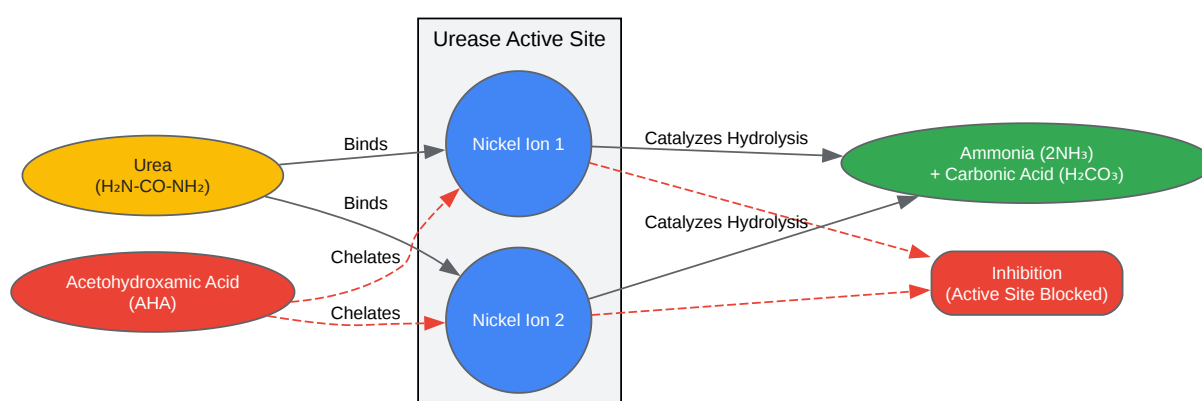 Urease Active Site
Urea
(H₂N-CO-NH₂)
Binds
Binds
Acetohydroxamic Acid
(AHA)
Chelates
Chelates
Nickel Ion 1
Nickel Ion 2
Catalyzes Hydrolysis
Catalyzes Hydrolysis
Ammonia (2NH₃)
+ Carbonic Acid (H₂CO₃)
Inhibition
(Active Site Blocked)